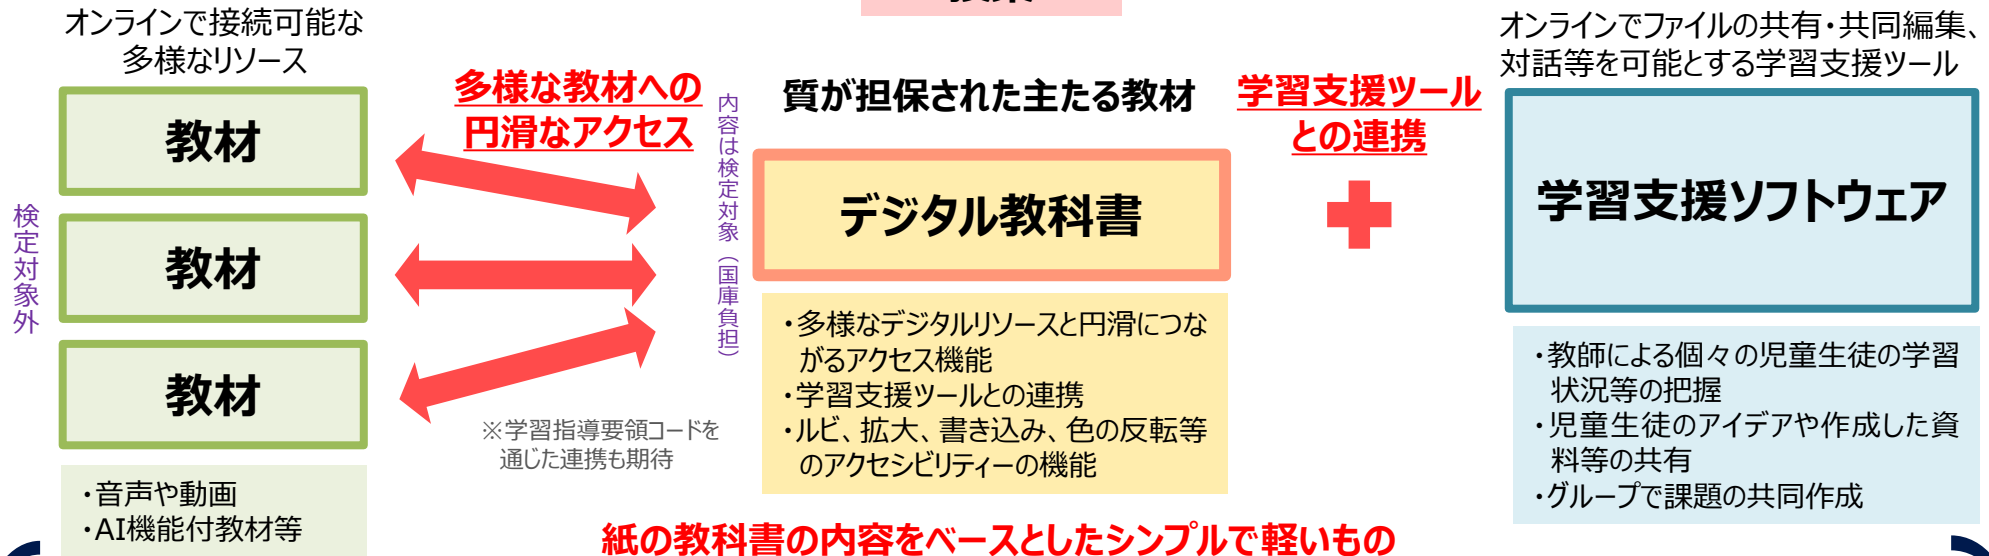 オンラインで接続可能な
多様なリソース
検定対象外
教材
教材
教材
・音声や動画
・AI機能付教材等
多様な教材への
円滑なアクセス
※学習指導要領コードを
通じた連携も期待
内容は検定対象（国庫負担）
質が担保された主たる教材
デジタル教科書
・多様なデジタルリソースと円滑につな
がるアクセス機能
・学習支援ツールとの連携
・ルビ、拡大、書き込み、色の反転等
のアクセシビリティーの機能
紙の教科書の内容をベースとしたシンプルで軽いもの
学習支援ツール
との連携
オンラインでファイルの共有・共同編集、
対話等を可能とする学習支援ツール
学習支援ソフトウェア
・教師による個々の児童生徒の学習
状況等の把握
・児童生徒のアイデアや作成した資
料等の共有
・グループで課題の共同作成